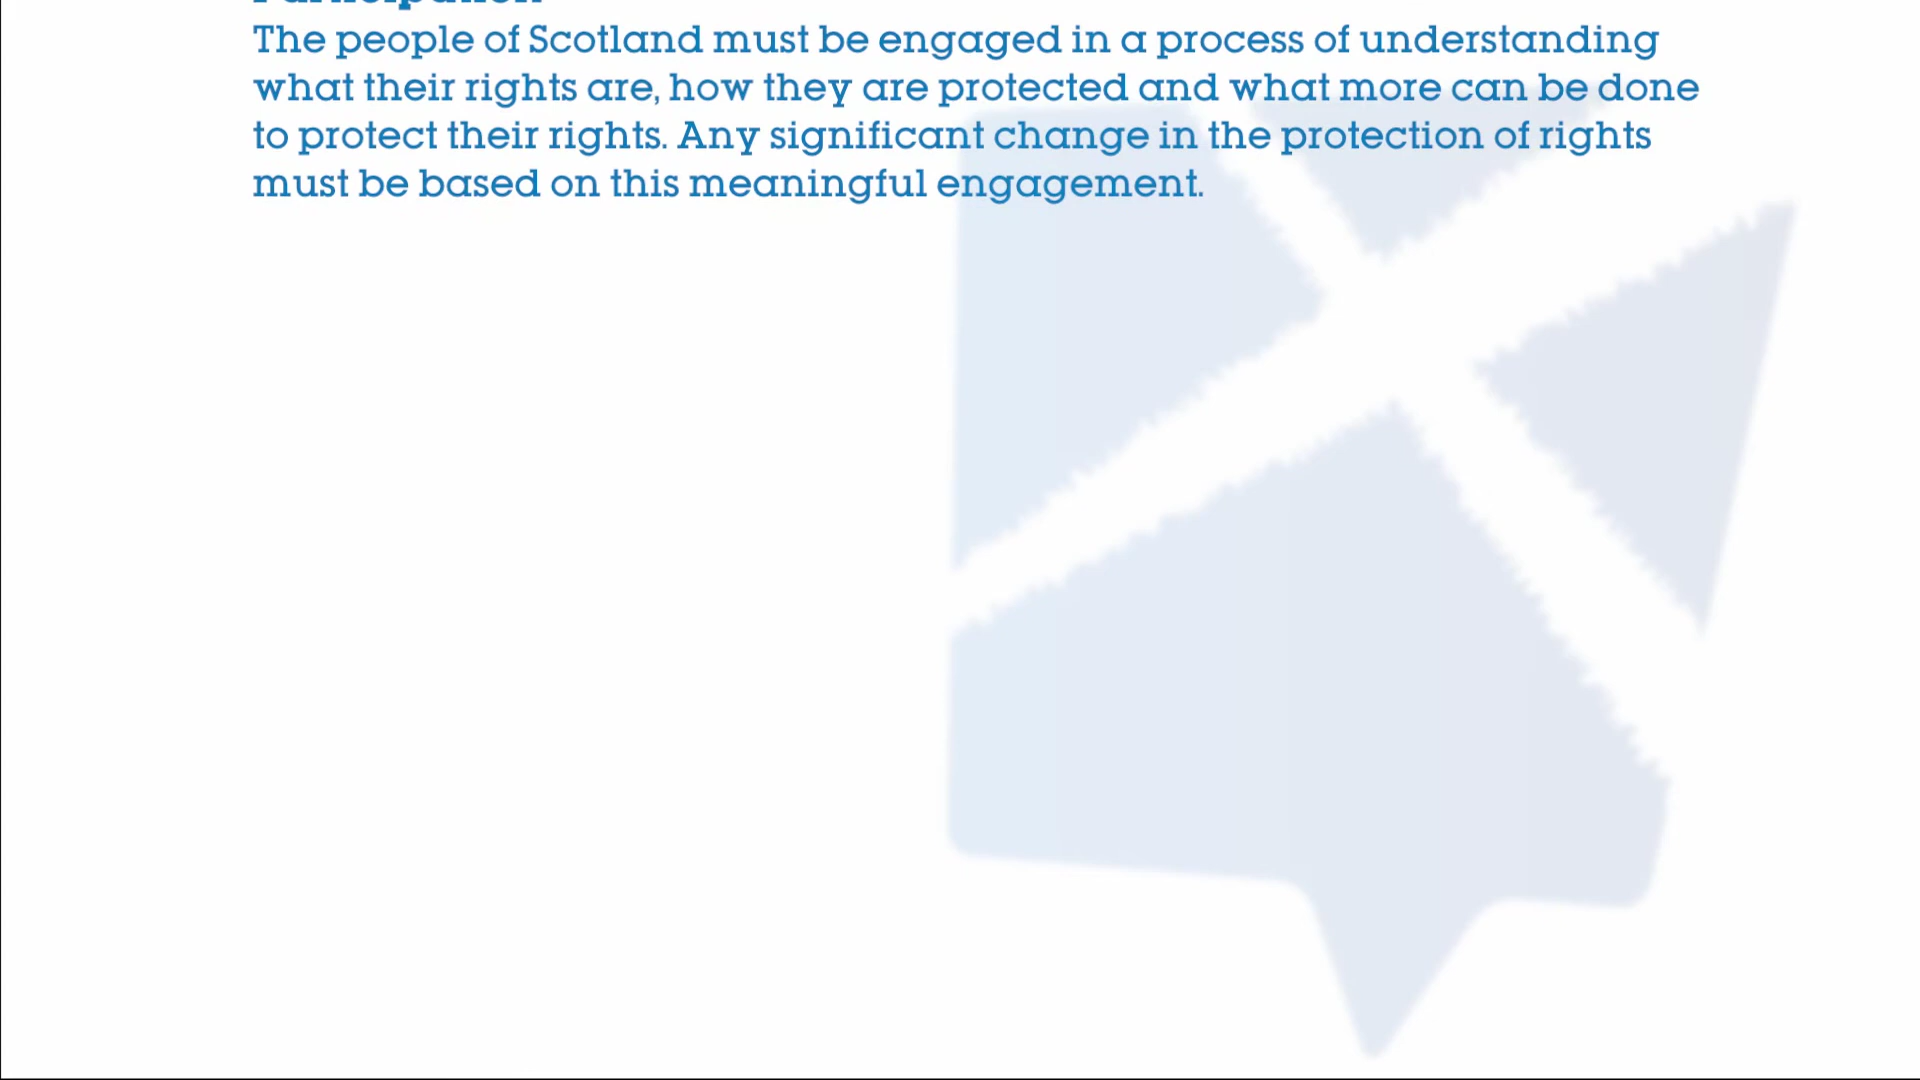 Participation
The people of Scotland must be engaged in a process of understanding
what their rights are, how they are protected and what more can be done
to protect their rights. Any significant change in the protection of rights
must be based on this meaningful engagement.